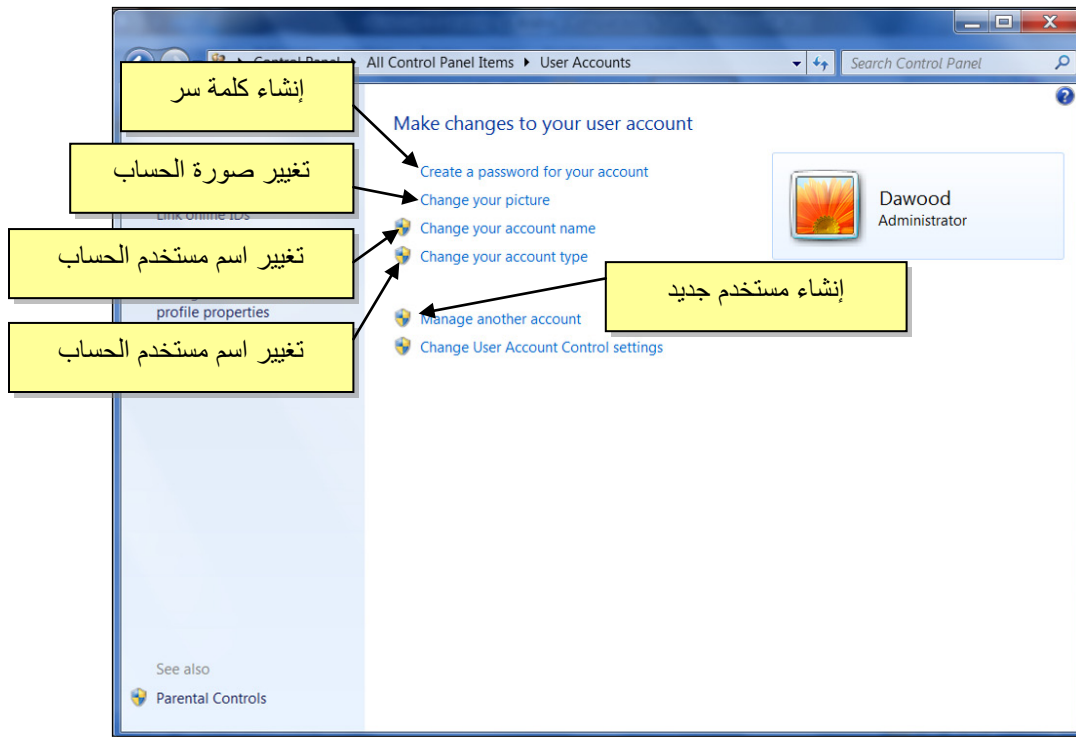 Control Panel ▸ All Control Panel Items ▸ User Accounts
Search Control Panel
إنشاء كلمة سر
Make changes to your user account
Create a password for your account
تغيير صورة الحساب
Change your picture
Dawood
Administrator
Link online IDs
Change your account name
تغيير اسم مستخدم الحساب
Change your account type
إنشاء مستخدم جديد
profile properties
Manage another account
تغيير اسم مستخدم الحساب
Change User Account Control settings
See also
Parental Controls